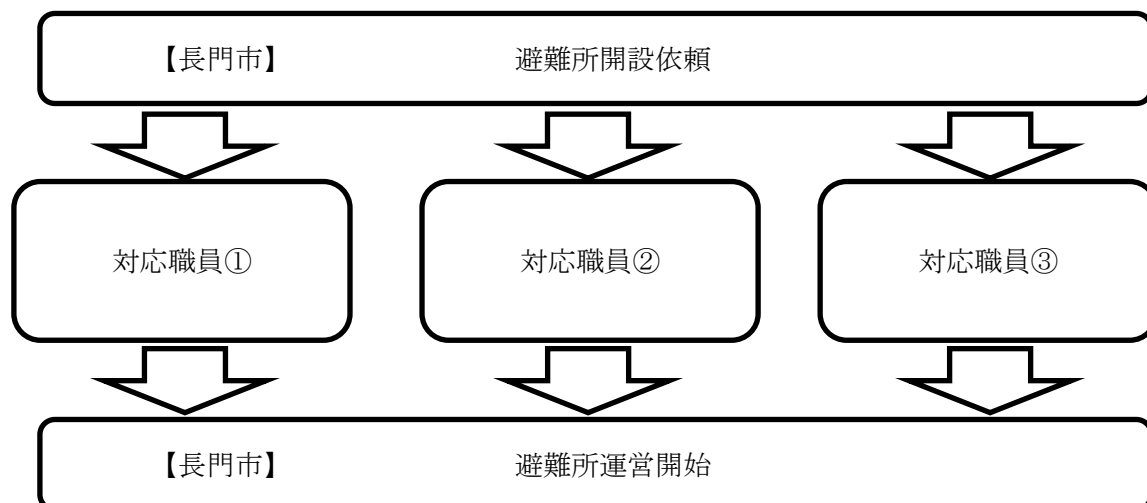 【長門市】 避難所開設依頼
対応職員① 対応職員② 対応職員③
【長門市】 避難所運営開始